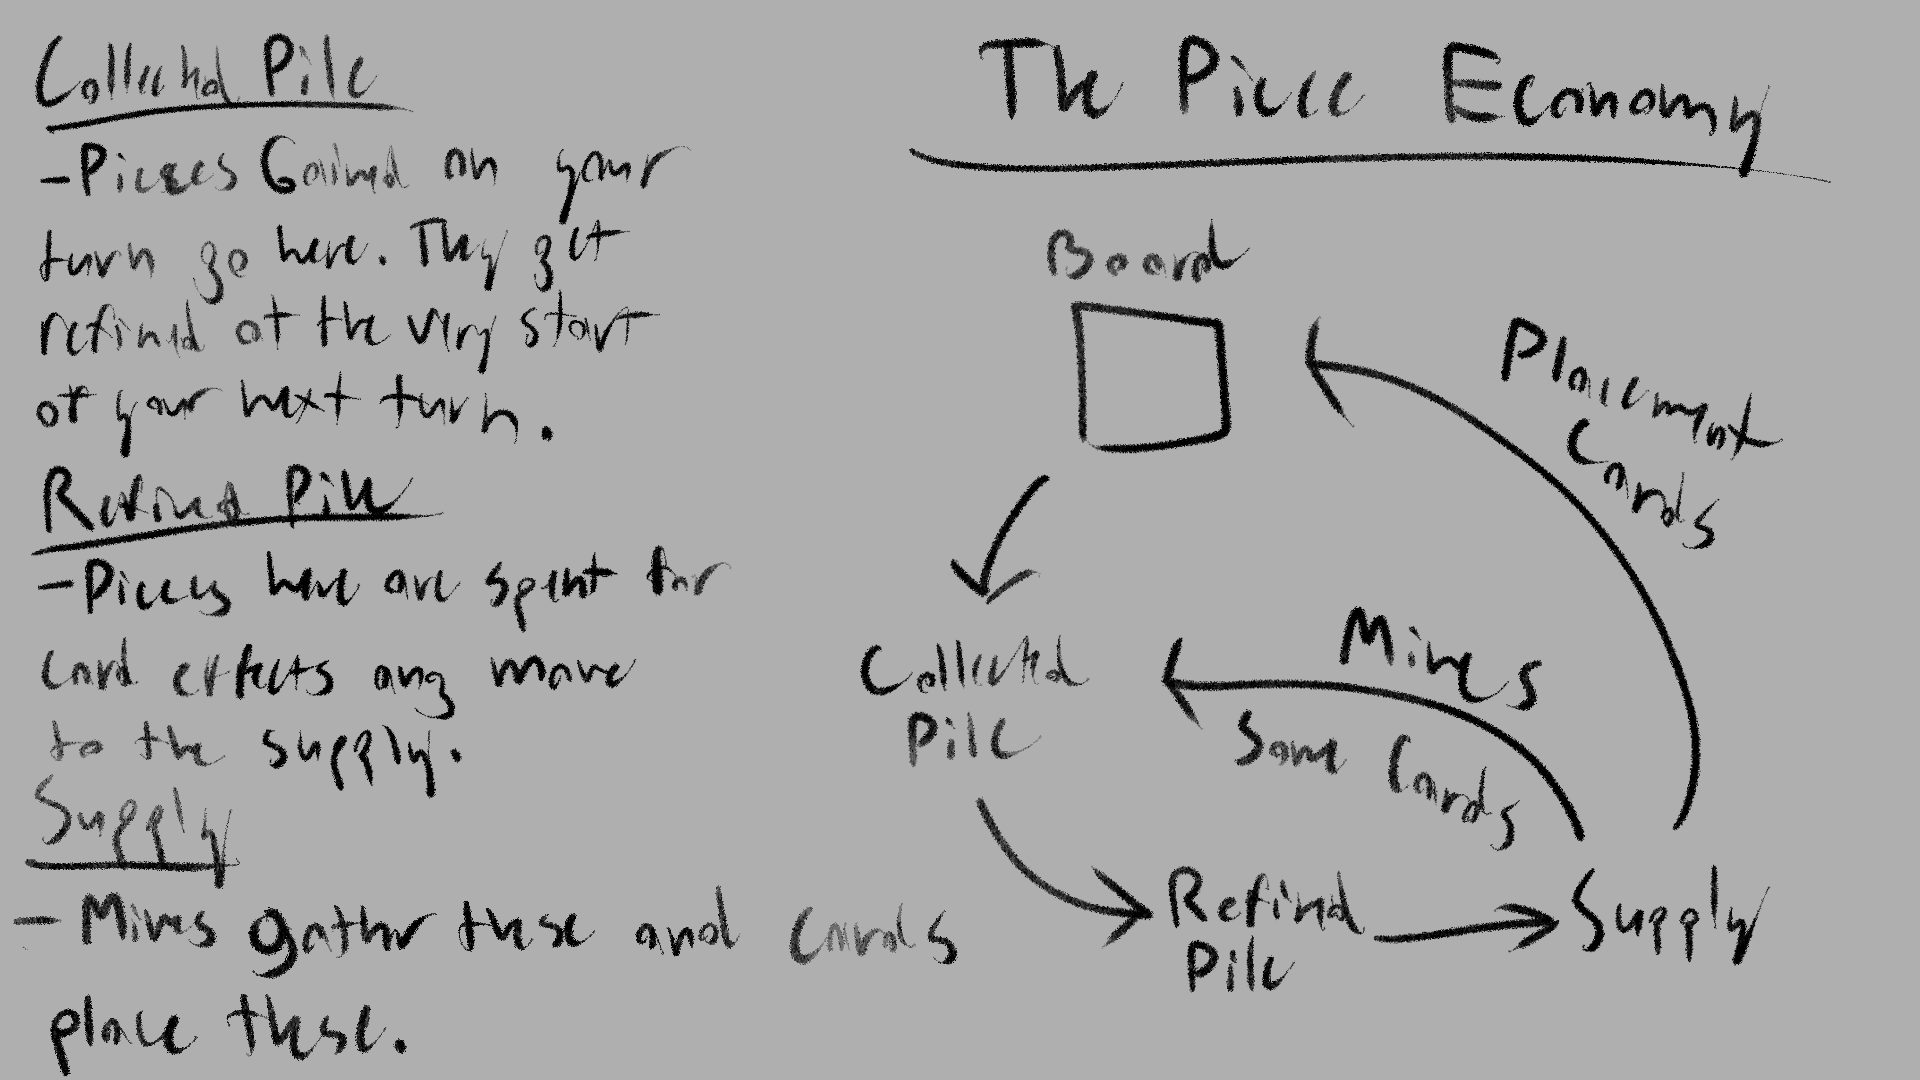 Collected Pile
-Pieces Gained on your
turn go here. They get
refined at the very start
of your next turn.
Refined Pile
-Pieces here are spent for
card effects ang move
to the supply.
Supply
- Mines gather these and cards
place these.
The Piece Economy
Board
Placement
Cards
Mines
Some Cards
Collected
Pile
Refined
Pile
Supply